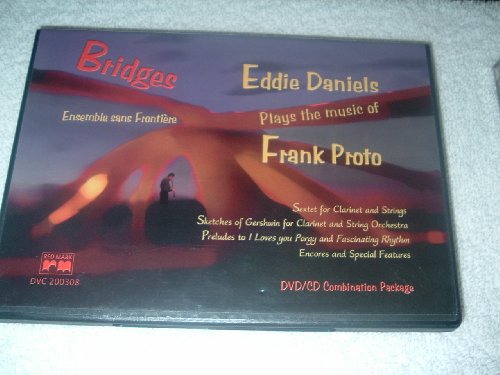 Bridges
Ensemble sans Frontière
Eddie Daniels
Plays the music of
Frank Proto
Sextet for Clarinet and Strings
Sketches of Gershwin for Clarinet and String Orchestra
Preludes to I Loves you Porgy and Fascinating Rhythm
Encores and Special Features
DVD/CD Combination Package
RED MARK
DVC 200308